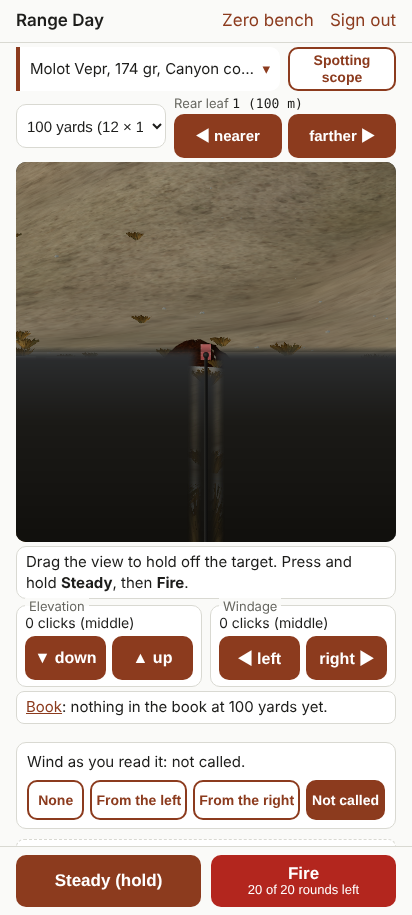 Range Day Zero bench Sign out
Molot Vepr, 174 gr, Canyon co... ▼
Spotting
scope
Rear leaf 1 (100 m)
100 yards (12 × 1
◀ nearer farther ▶
Drag the view to hold off the target. Press and
hold Steady, then Fire.
Elevation Windage
0 clicks (middle) 0 clicks (middle)
▼ down ▲ up ◀ left right ▶
Book: nothing in the book at 100 yards yet.
Wind as you read it: not called.
None From the left From the right Not called
Steady (hold) Fire
20 of 20 rounds left